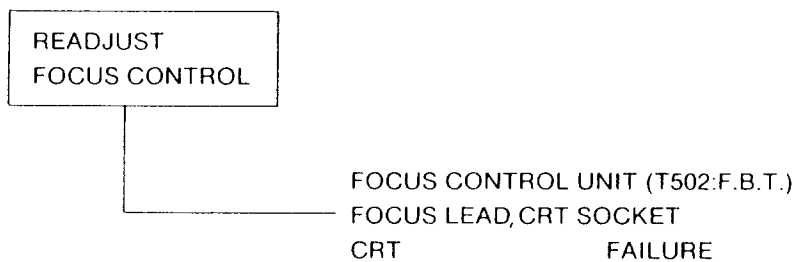 READJUST
FOCUS CONTROL
FOCUS CONTROL UNIT (T502:F.B.T.)
FOCUS LEAD, CRT SOCKET
CRT FAILURE